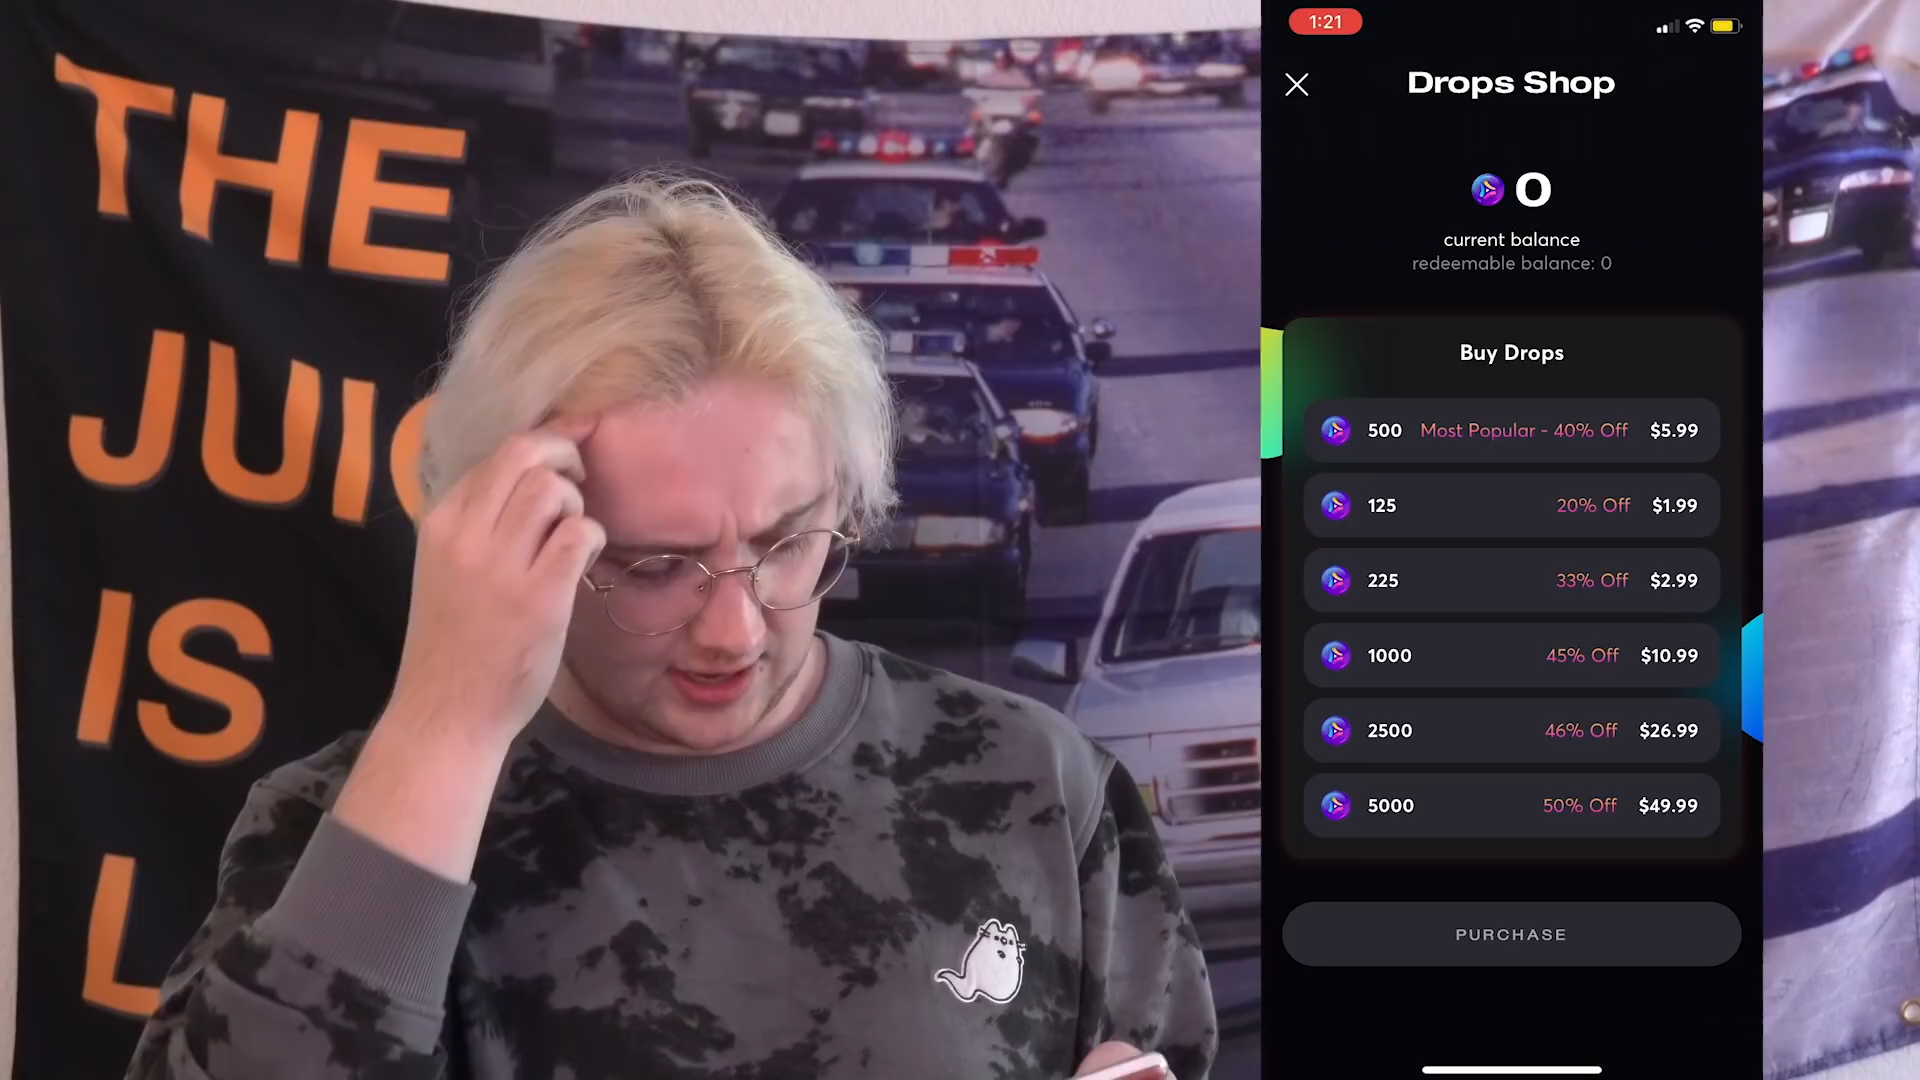 THE
JUIC
IS
L
1:21
Drops Shop
0
current balance
redeemable balance: 0
Buy Drops
500 Most Popular - 40% Off $5.99
125 20% Off $1.99
225 33% Off $2.99
1000 45% Off $10.99
2500 46% Off $26.99
5000 50% Off $49.99
PURCHASE